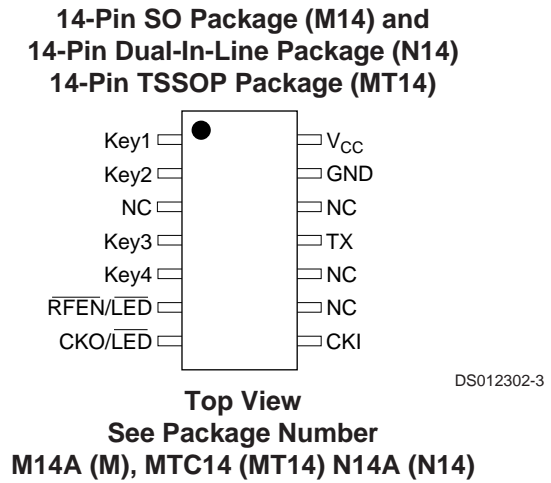 14-Pin SO Package (M14) and
14-Pin Dual-In-Line Package (N14)
14-Pin TSSOP Package (MT14)
Key1 VCC
Key2 GND
NC NC
Key3 TX
Key4 NC
RFEN/LED NC
CKO/LED CKI
DS012302-3
Top View
See Package Number
M14A (M), MTC14 (MT14) N14A (N14)